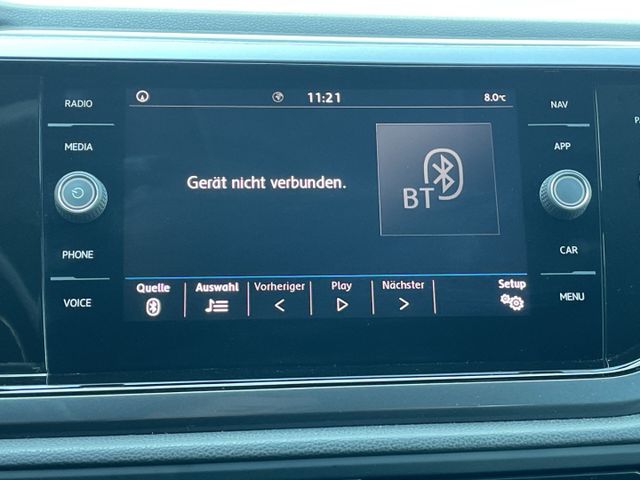 RADIO
MEDIA
PHONE
VOICE
11:21
8.0°C
Gerät nicht verbunden.
BT
Quelle
Auswahl
Vorheriger
Play
Nächster
Setup
NAV
APP
CAR
MENU